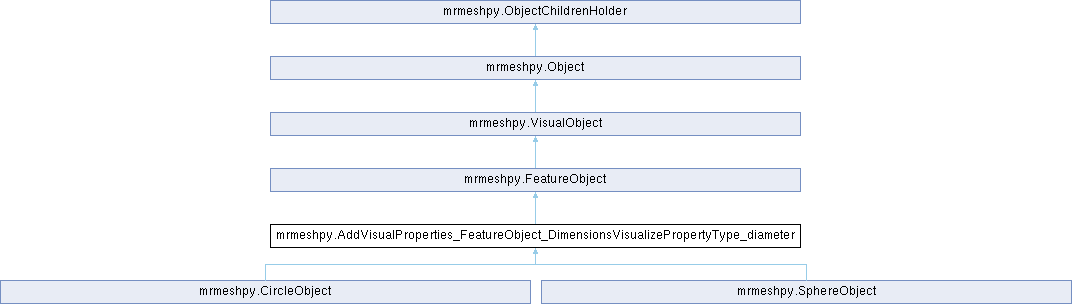 mrmeshpy.ObjectChildrenHolder
mrmeshpy.Object
mrmeshpy.VisualObject
mrmeshpy.FeatureObject
mrmeshpy.AddVisualProperties_FeatureObject_DimensionsVisualizePropertyType_diameter
mrmeshpy.CircleObject
mrmeshpy.SphereObject